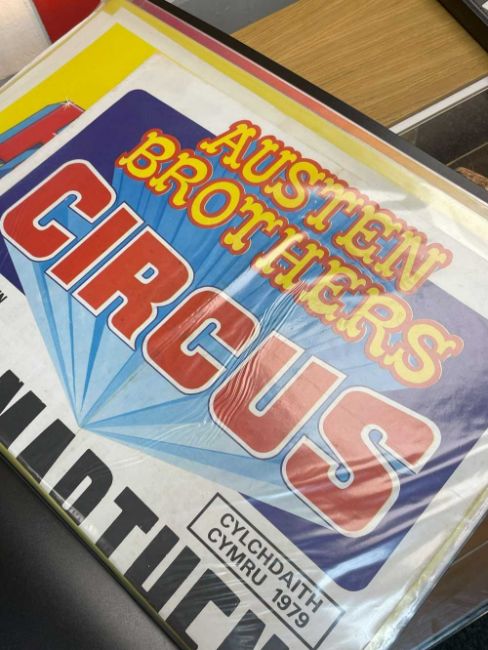 AUSTEN
BROTHERS
CIRCUS
CYLCHDAITH
CYMRU 1979